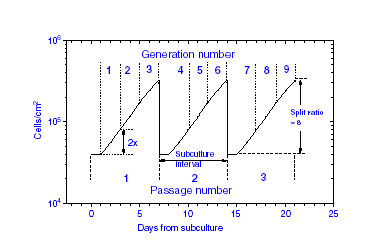 10⁶
Generation number
1 2 3 4 5 6 7 8 9
Cells/cm²
10⁵
Split ratio
= 8
2x
Subculture
interval
1 2 3
Passage number
10⁴
0 5 10 15 20 25
Days from subculture